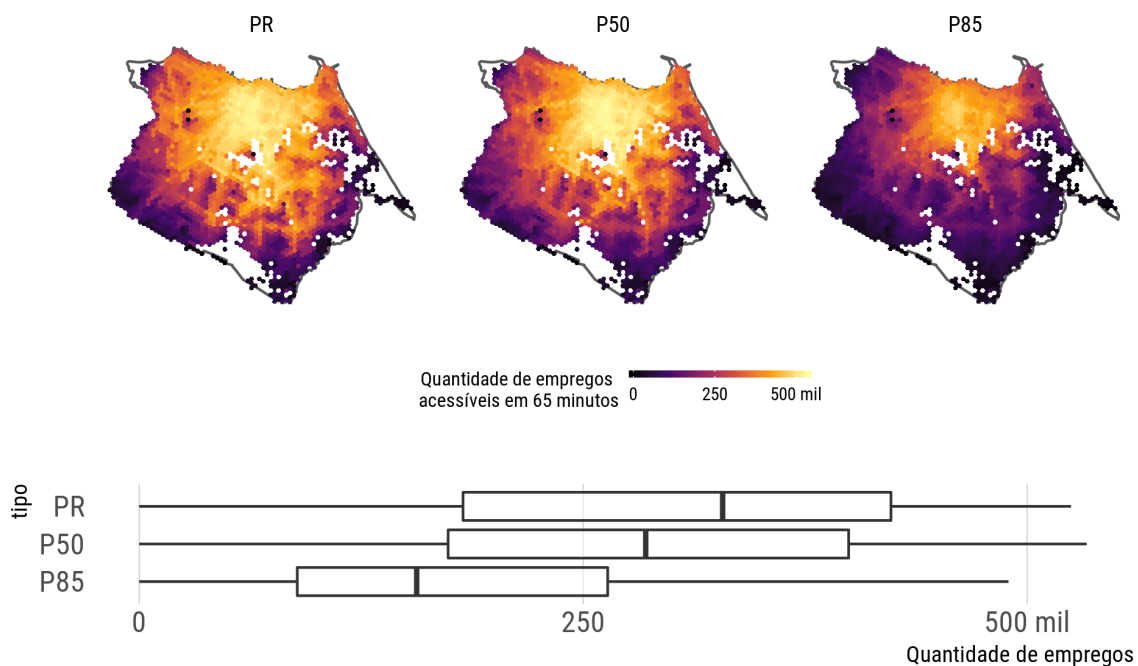 PR P50 P85
Quantidade de empregos
acessíveis em 65 minutos
0 250 500 mil
tipo
PR
P50
P85
0 250 500 mil
Quantidade de empregos